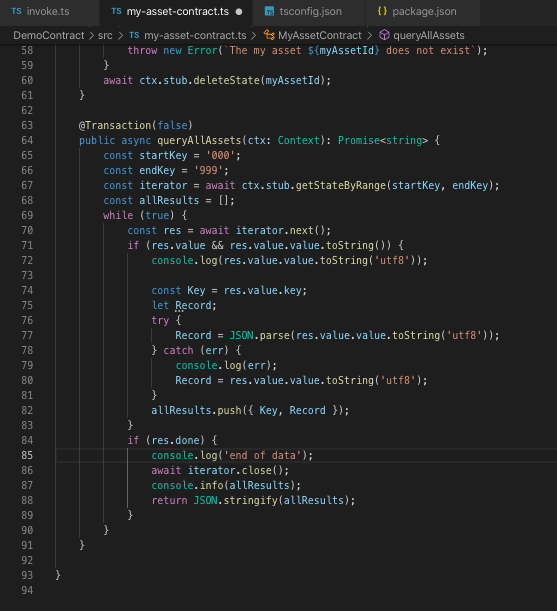 TS invoke.ts TS my-asset-contract.ts TS tsconfig.json {} package.json
DemoContract › src › TS my-asset-contract.ts › MyAssetContract › queryAllAssets
58 throw new Error(`The my asset ${myAssetId} does not exist`);
59 }
60 await ctx.stub.deleteState(myAssetId);
61 }
62
63 @Transaction(false)
64 public async queryAllAssets(ctx: Context): Promise<string> {
65 const startKey = '000';
66 const endKey = '999';
67 const iterator = await ctx.stub.getStateByRange(startKey, endKey);
68 const allResults = [];
69 while (true) {
70 const res = await iterator.next();
71 if (res.value && res.value.value.toString()) {
72 console.log(res.value.value.toString('utf8'));
73
74 const Key = res.value.key;
75 let Record;
76 try {
77 Record = JSON.parse(res.value.value.toString('utf8'));
78 } catch (err) {
79 console.log(err);
80 Record = res.value.value.toString('utf8');
81 }
82 allResults.push({ Key, Record });
83 }
84 if (res.done) {
85 console.log('end of data');
86 await iterator.close();
87 console.info(allResults);
88 return JSON.stringify(allResults);
89 }
90 }
91 }
92
93 }
94